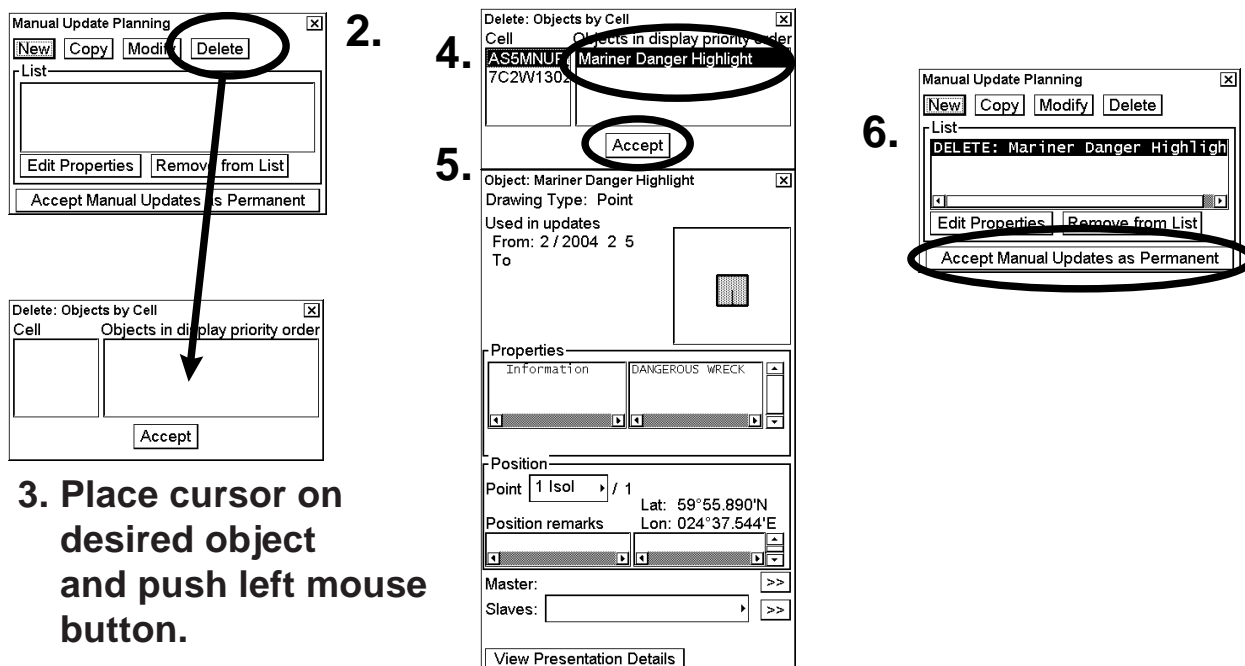 Manual Update Planning
New Copy Modify Delete
List
Edit Properties Remove from List
Accept Manual Updates as Permanent
2.
Delete: Objects by Cell
Cell Objects in display priority order
Accept
3. Place cursor on
desired object
and push left mouse
button.
4.
Delete: Objects by Cell
Cell Objects in display priority order
AS5MNUP Mariner Danger Highlight
7C2W1302
Accept
5.
Object: Mariner Danger Highlight
Drawing Type: Point
Used in updates
From: 2 / 2004 2 5
To
Properties
Information DANGEROUS WRECK
Position
Point 1 Isol / 1
Lat: 59°55.890'N
Position remarks Lon: 024°37.544'E
Master: >>
Slaves: >>
View Presentation Details
6.
Manual Update Planning
New Copy Modify Delete
List
DELETE: Mariner Danger Highligh
Edit Properties Remove from List
Accept Manual Updates as Permanent